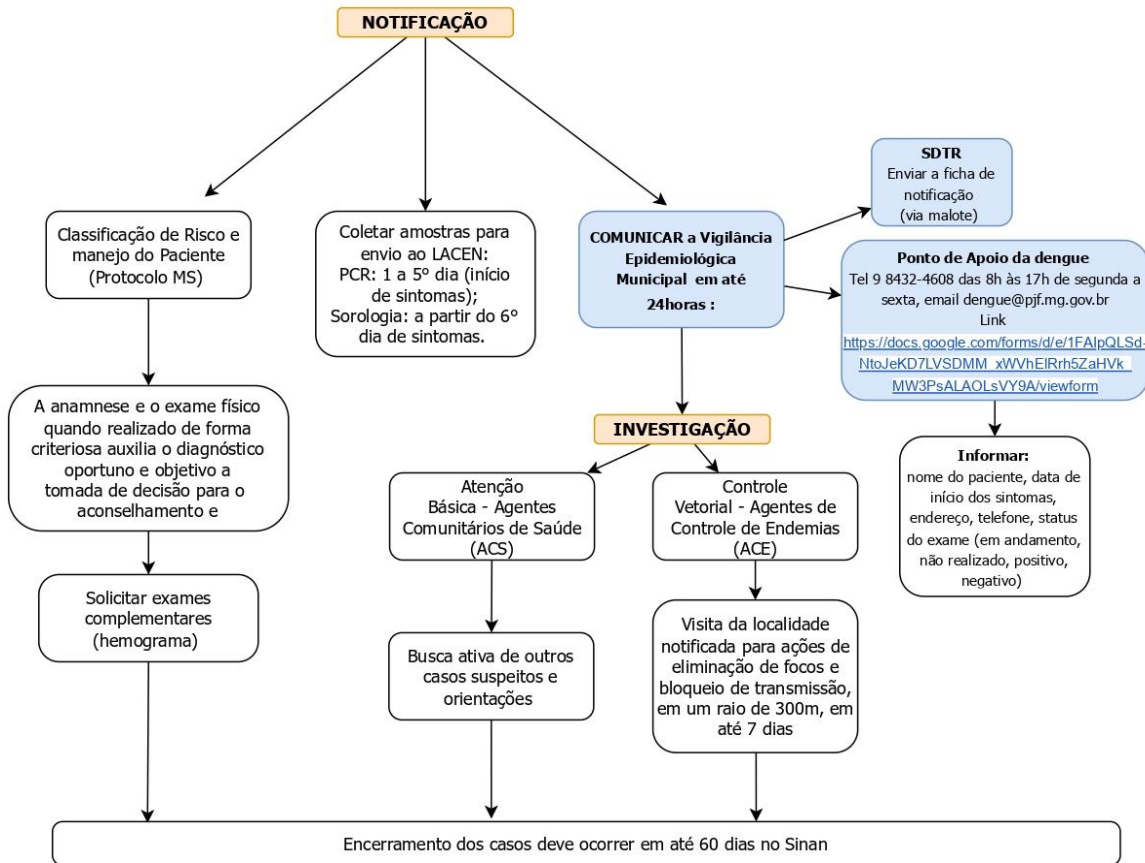 NOTIFICAÇÃO
SDTR
Enviar a ficha de
notificação
(via malote)
Classificação de Risco e
manejo do Paciente
(Protocolo MS)
Coletar amostras para
envio ao LACEN:
PCR: 1 a 5° dia (início
de sintomas);
Sorologia: a partir do 6°
dia de sintomas.
COMUNICAR a Vigilância
Epidemiológica
Municipal em até
24horas :
Ponto de Apoio da dengue
Tel 9 8432-4608 das 8h às 17h de segunda a
sexta, email dengue@pjf.mg.gov.br
Link
https://docs.google.com/forms/d/e/1FAIpQLSd-
NtoJeKD7LVSDMM_xWVhElRrh5ZaHVk_
MW3PsALAOLsVY9A/viewform
A anamnese e o exame físico
quando realizado de forma
criteriosa auxilia o diagnóstico
oportuno e objetivo a
tomada de decisão para o
aconselhamento e
INVESTIGAÇÃO
Informar:
nome do paciente, data de
início dos sintomas,
endereço, telefone, status
do exame (em andamento,
não realizado, positivo,
negativo)
Atenção
Básica - Agentes
Comunitários de Saúde
(ACS)
Controle
Vetorial - Agentes de
Controle de Endemias
(ACE)
Solicitar exames
complementares
(hemograma)
Busca ativa de outros
casos suspeitos e
orientações
Visita da localidade
notificada para ações de
eliminação de focos e
bloqueio de transmissão,
em um raio de 300m, em
até 7 dias
Encerramento dos casos deve ocorrer em até 60 dias no Sinan